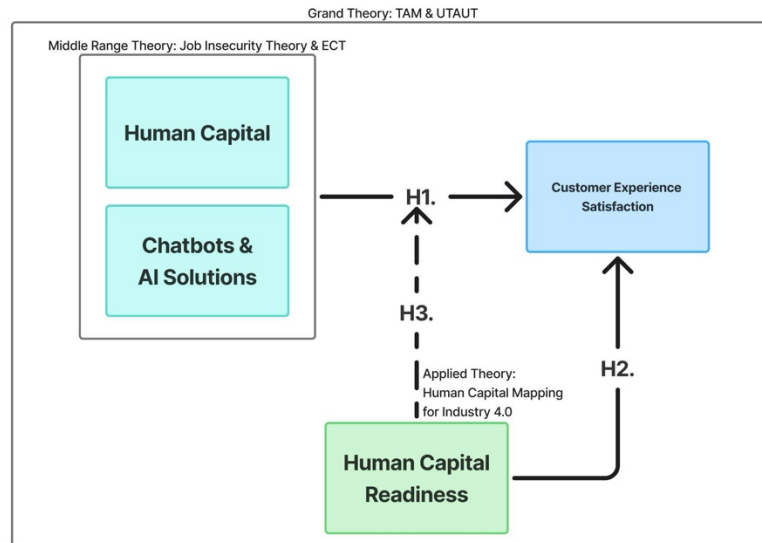 Grand Theory: TAM & UTAUT
Middle Range Theory: Job Insecurity Theory & ECT
Human Capital
Chatbots &
AI Solutions
H1.
Customer Experience
Satisfaction
H3.
H2.
Applied Theory:
Human Capital Mapping
for Industry 4.0
Human Capital
Readiness